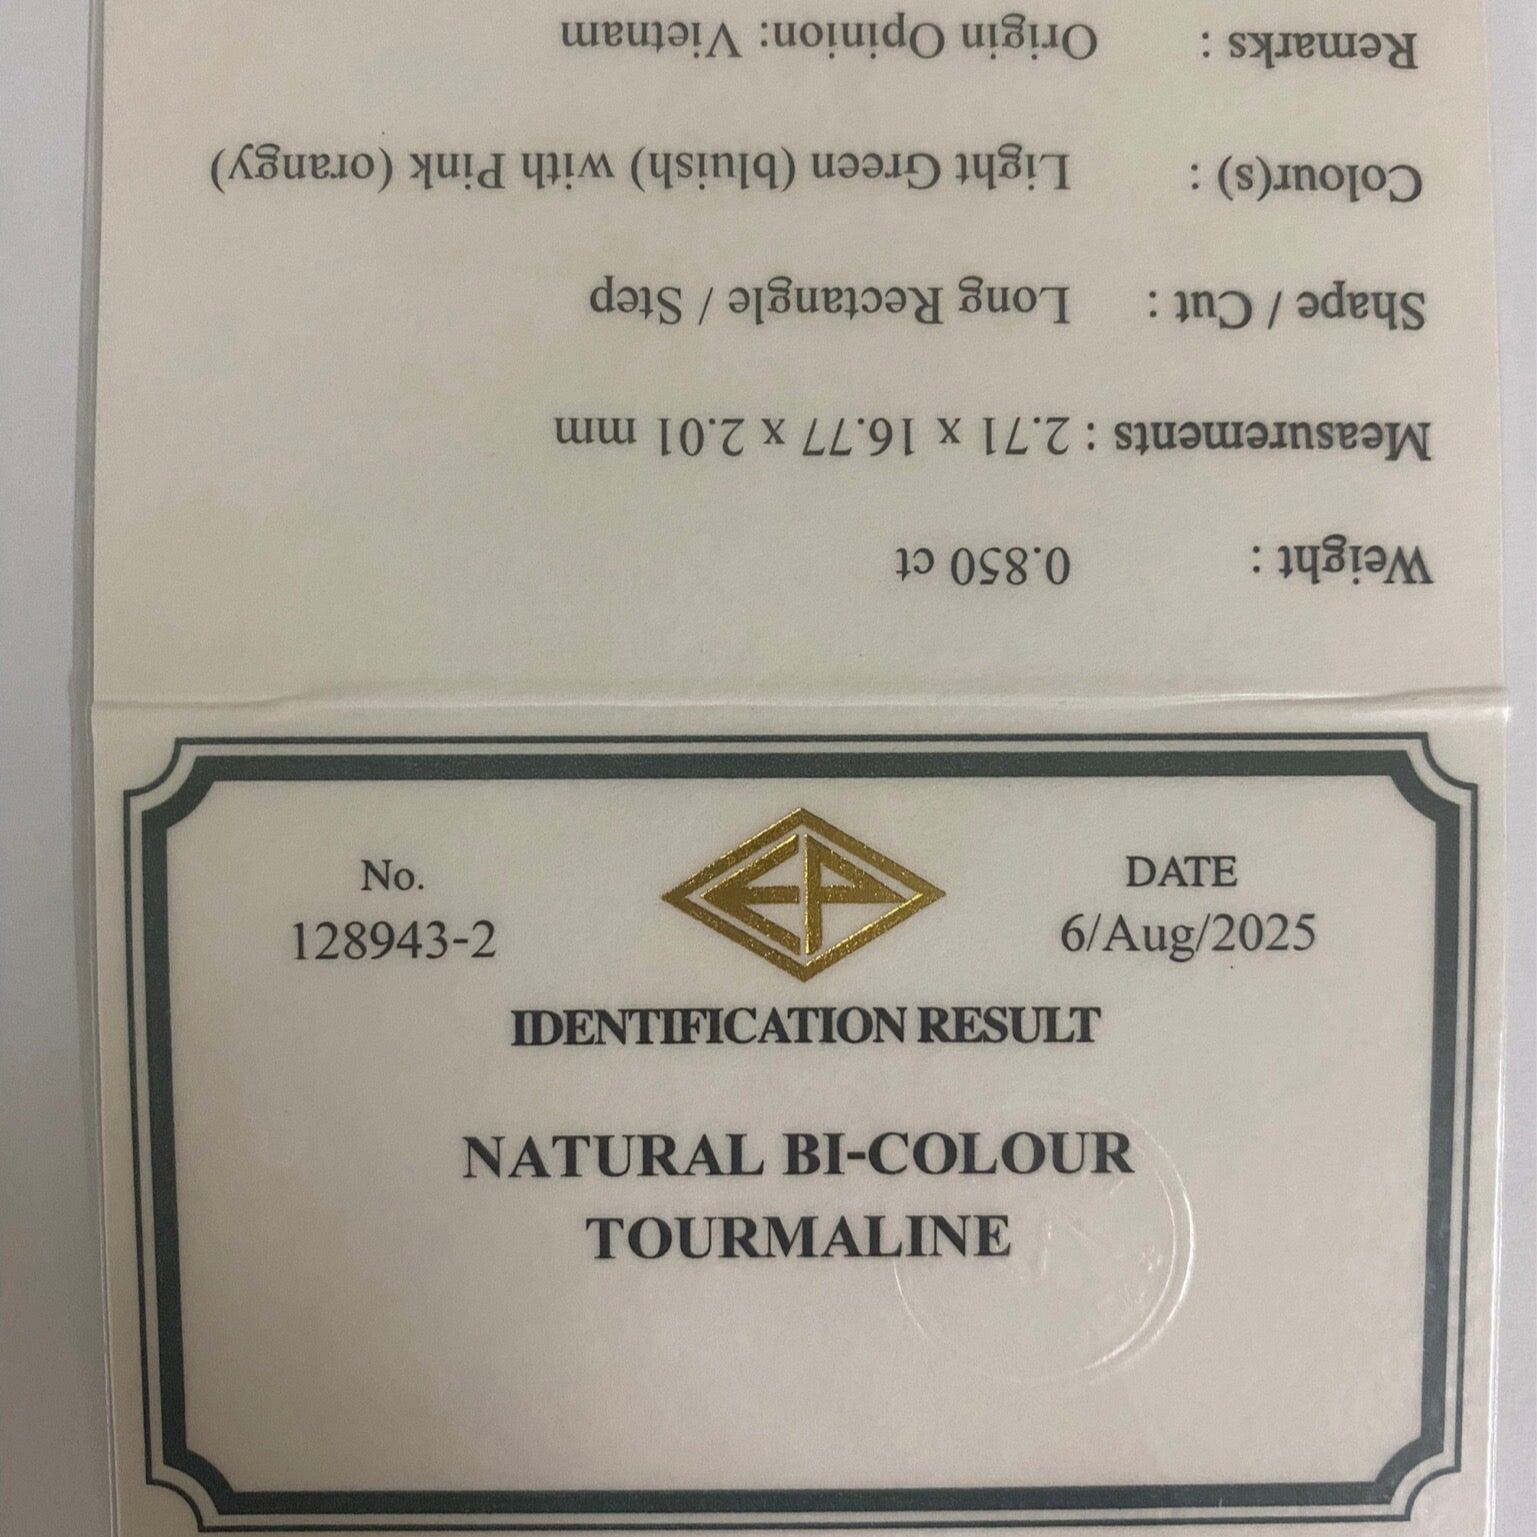 No.
128943-2
EP
DATE
6/Aug/2025
IDENTIFICATION RESULT
NATURAL BI-COLOUR
TOURMALINE
Weight : 0.850 ct
Measurements : 2.71 x 16.77 x 2.01 mm
Shape / Cut : Long Rectangle / Step
Colour(s) : Light Green (bluish) with Pink (orangy)
Remarks : Origin Opinion: Vietnam